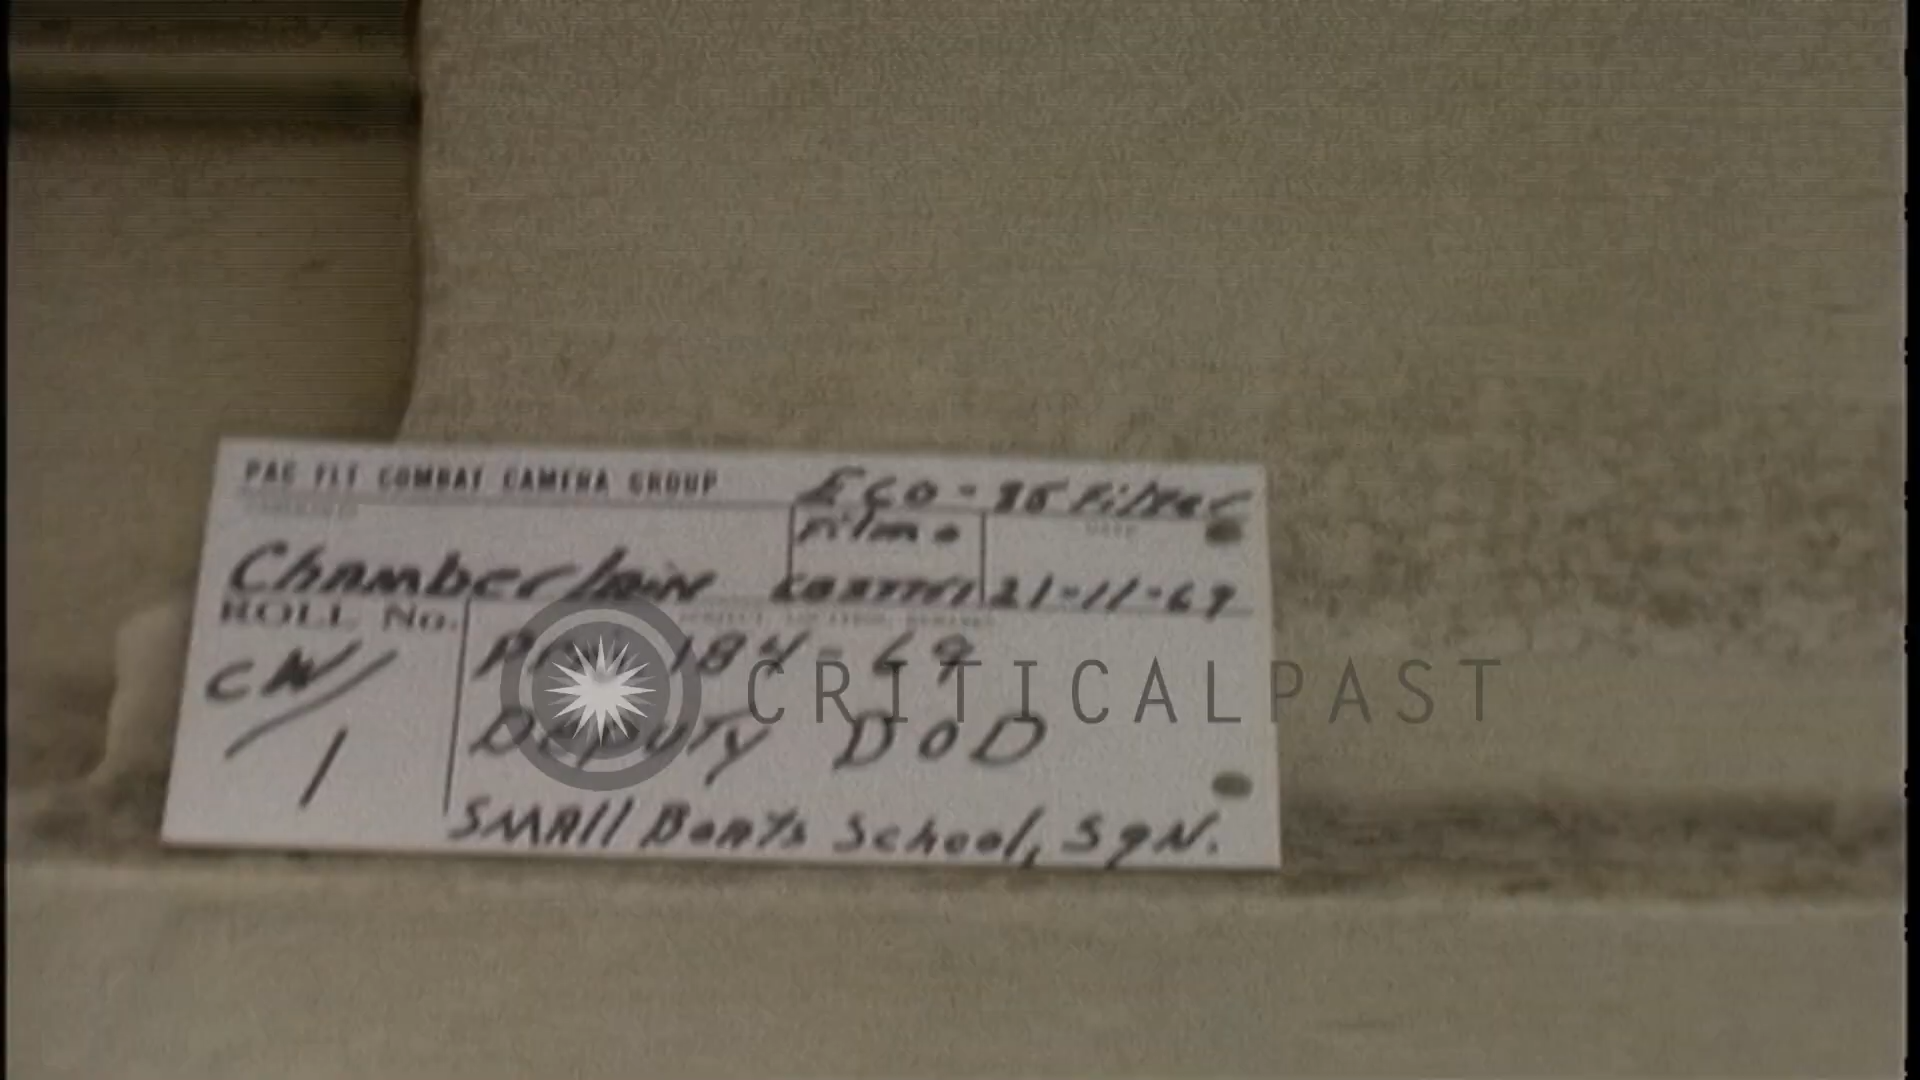 PAC FLT COMBAT CAMERA GROUP
ECO - 85 Filter
Film
Chamberlain
21-11-69
ROLL No.
CW/
1
184-69
Deputy DOD
SMAll BoATs School, SgN.
CRITICALPAST